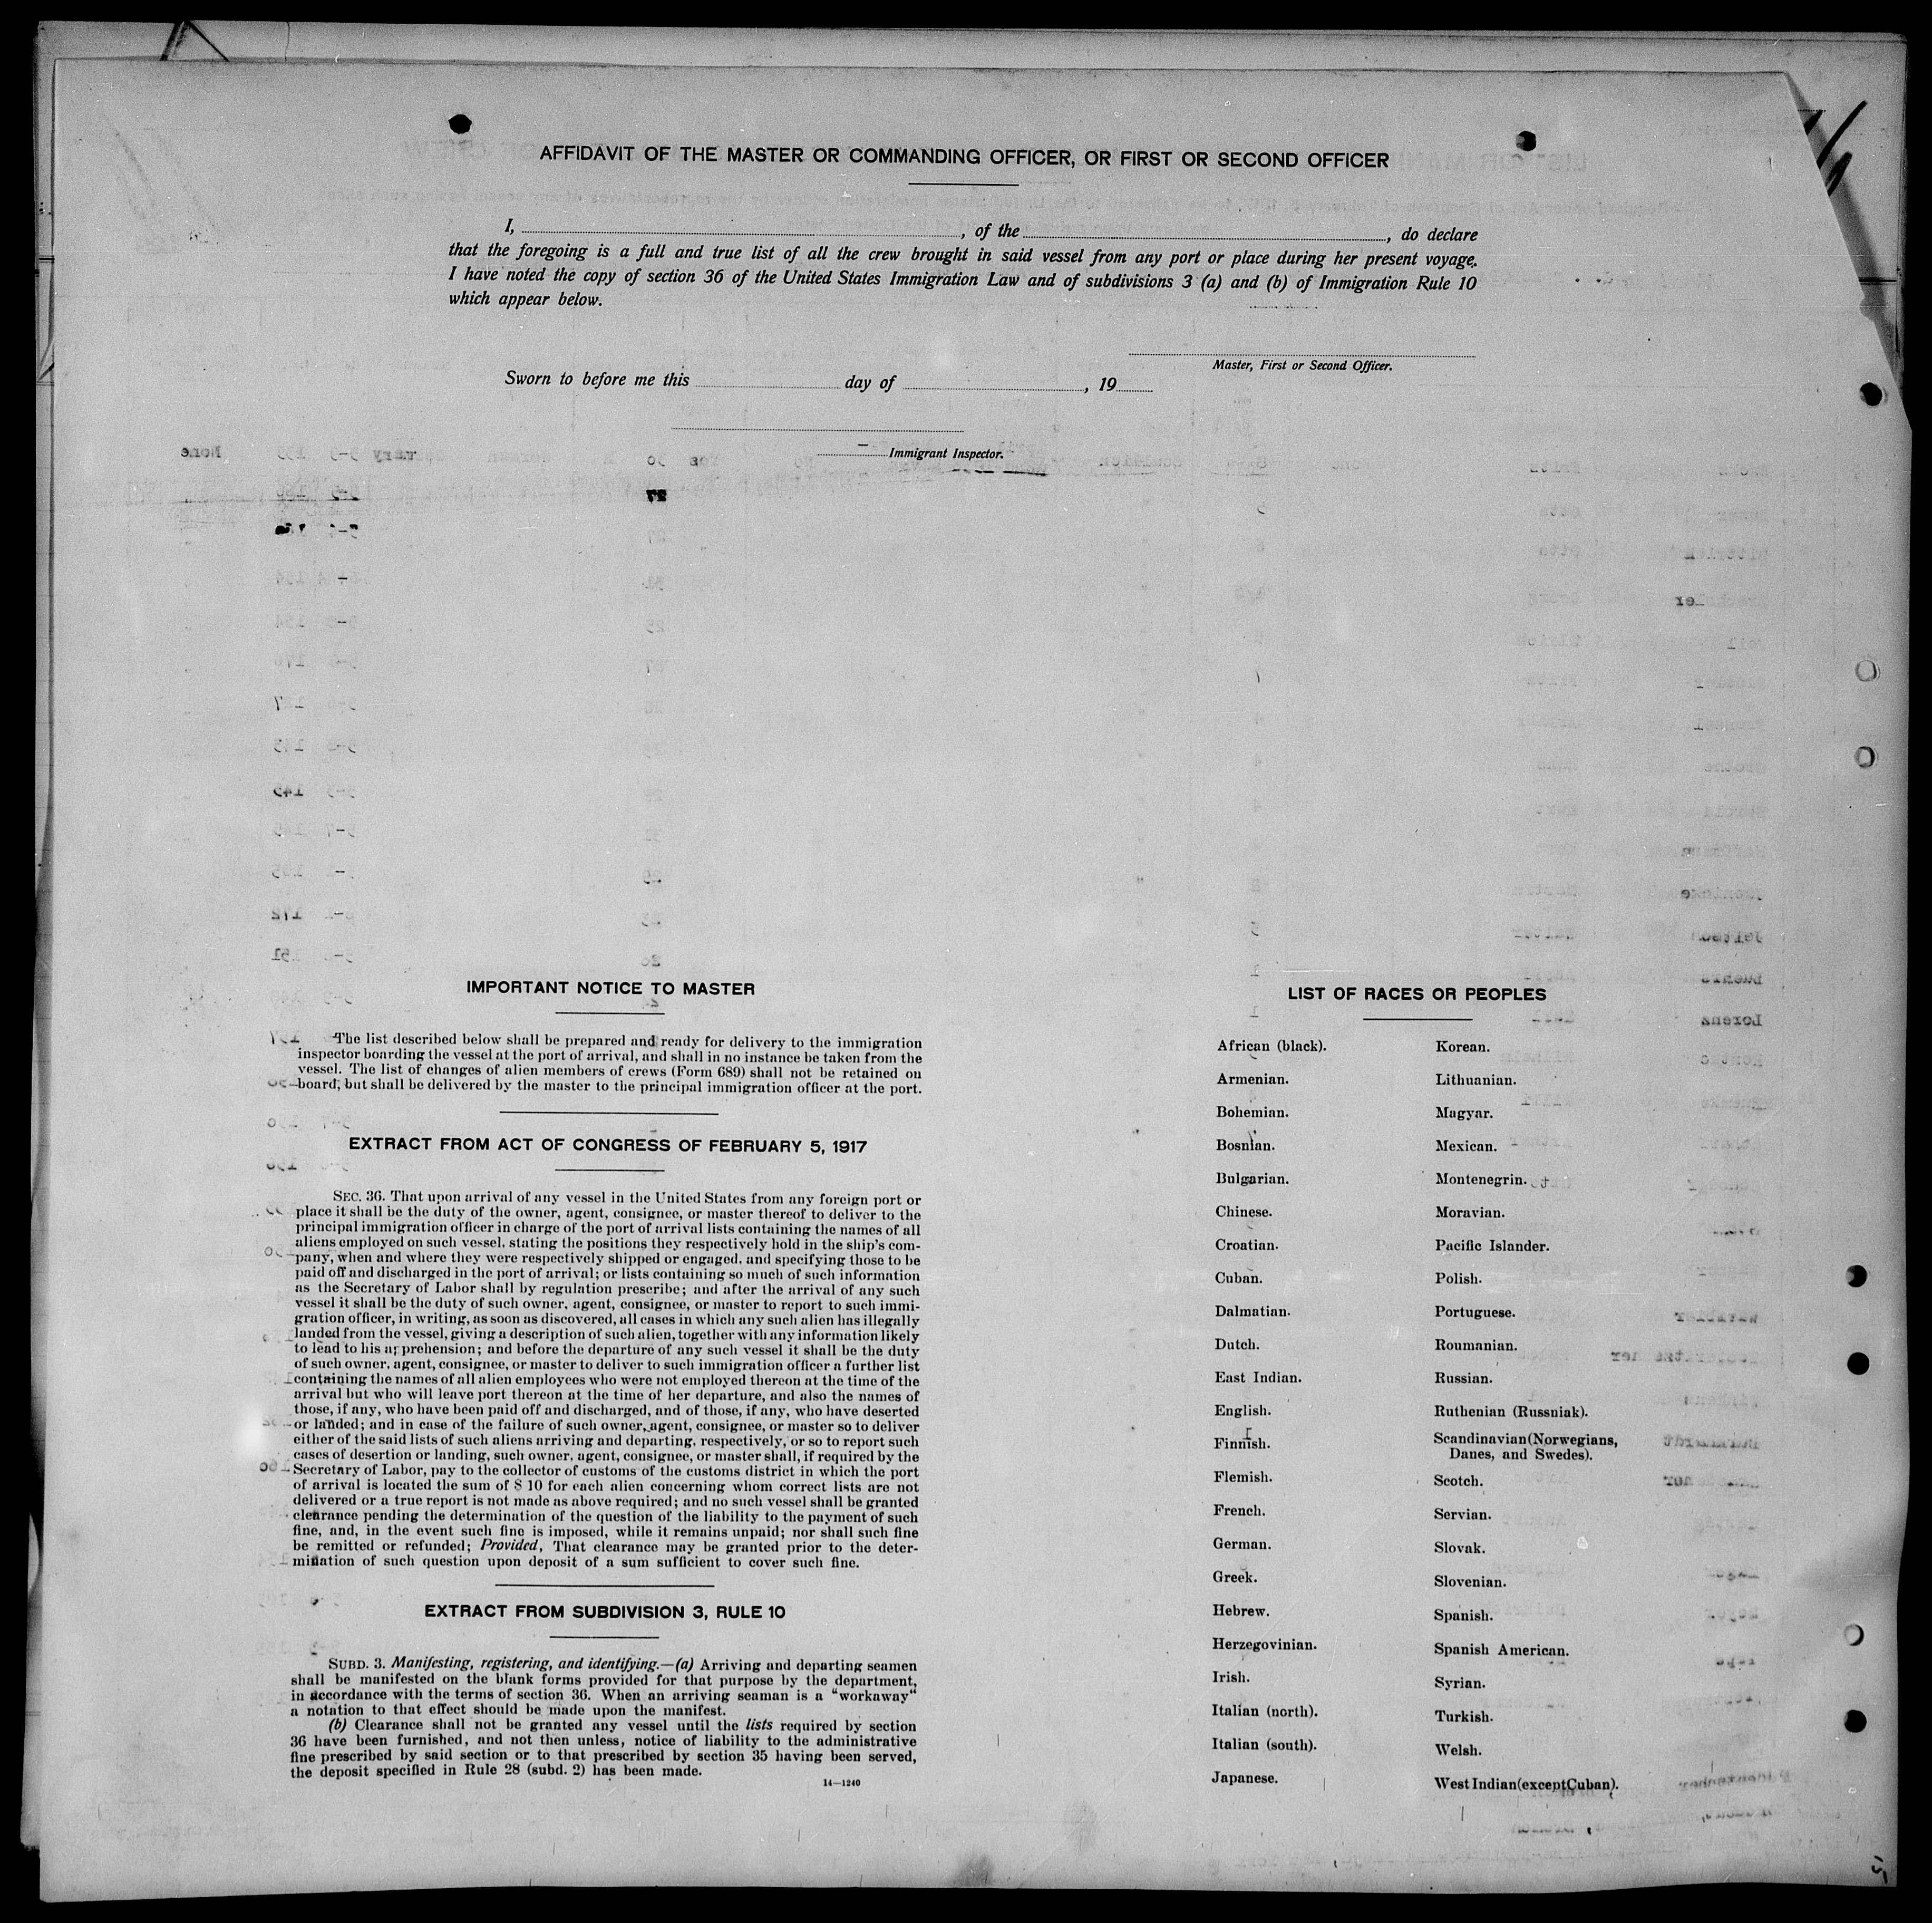 AFFIDAVIT OF THE MASTER OR COMMANDING OFFICER, OR FIRST OR SECOND OFFICER
I, , of the , do declare
that the foregoing is a full and true list of all the crew brought in said vessel from any port or place during her present voyage.
I have noted the copy of section 36 of the United States Immigration Law and of subdivisions 3 (a) and (b) of Immigration Rule 10
which appear below.
Master, First or Second Officer.
Sworn to before me this day of , 19
Immigrant Inspector.
IMPORTANT NOTICE TO MASTER
The list described below shall be prepared and ready for delivery to the immigration
inspector boarding the vessel at the port of arrival, and shall in no instance be taken from the
vessel. The list of changes of alien members of crews (Form 689) shall not be retained on
board, but shall be delivered by the master to the principal immigration officer at the port.
EXTRACT FROM ACT OF CONGRESS OF FEBRUARY 5, 1917
SEC. 36. That upon arrival of any vessel in the United States from any foreign port or
place it shall be the duty of the owner, agent, consignee, or master thereof to deliver to the
principal immigration officer in charge of the port of arrival lists containing the names of all
aliens employed on such vessel, stating the positions they respectively hold in the ship's com-
pany, when and where they were respectively shipped or engaged, and specifying those to be
paid off and discharged in the port of arrival; or lists containing so much of such information
as the Secretary of Labor shall by regulation prescribe; and after the arrival of any such
vessel it shall be the duty of such owner, agent, consignee, or master to report to such immi-
gration officer, in writing, as soon as discovered, all cases in which any such alien has illegally
landed from the vessel, giving a description of such alien, together with any information likely
to lead to his apprehension; and before the departure of any such vessel it shall be the duty
of such owner, agent, consignee, or master to deliver to such immigration officer a further list
containing the names of all alien employees who were not employed thereon at the time of the
arrival but who will leave port thereon at the time of her departure, and also the names of
those, if any, who have been paid off and discharged, and of those, if any, who have deserted
or landed; and in case of the failure of such owner, agent, consignee, or master so to deliver
either of the said lists of such aliens arriving and departing, respectively, or so to report such
cases of desertion or landing, such owner, agent, consignee, or master shall, if required by the
Secretary of Labor, pay to the collector of customs of the customs district in which the port
of arrival is located the sum of $ 10 for each alien concerning whom correct lists are not
delivered or a true report is not made as above required; and no such vessel shall be granted
clearance pending the determination of the question of the liability to the payment of such
fine, and, in the event such fine is imposed, while it remains unpaid; nor shall such fine
be remitted or refunded; Provided, That clearance may be granted prior to the deter-
mination of such question upon deposit of a sum sufficient to cover such fine.
EXTRACT FROM SUBDIVISION 3, RULE 10
SUBD. 3. Manifesting, registering, and identifying.—(a) Arriving and departing seamen
shall be manifested on the blank forms provided for that purpose by the department,
in accordance with the terms of section 36. When an arriving seaman is a “workaway“
a notation to that effect should be made upon the manifest.
(b) Clearance shall not be granted any vessel until the lists required by section
36 have been furnished, and not then unless, notice of liability to the administrative
fine prescribed by said section or to that prescribed by section 35 having been served,
the deposit specified in Rule 28 (subd. 2) has been made.
14—1240
LIST OF RACES OR PEOPLES
African (black).
Armenian.
Bohemian.
Bosnian.
Bulgarian.
Chinese.
Croatian.
Cuban.
Dalmatian.
Dutch.
East Indian.
English.
Finnish.
Flemish.
French.
German.
Greek.
Hebrew.
Herzegovinian.
Irish.
Italian (north).
Italian (south).
Japanese.
Korean.
Lithuanian.
Magyar.
Mexican.
Montenegrin.
Moravian.
Pacific Islander.
Polish.
Portuguese.
Roumanian.
Russian.
Ruthenian (Russniak).
Scandinavian (Norwegians,
Danes, and Swedes).
Scotch.
Servian.
Slovak.
Slovenian.
Spanish.
Spanish American.
Syrian.
Turkish.
Welsh.
West Indian (except Cuban).